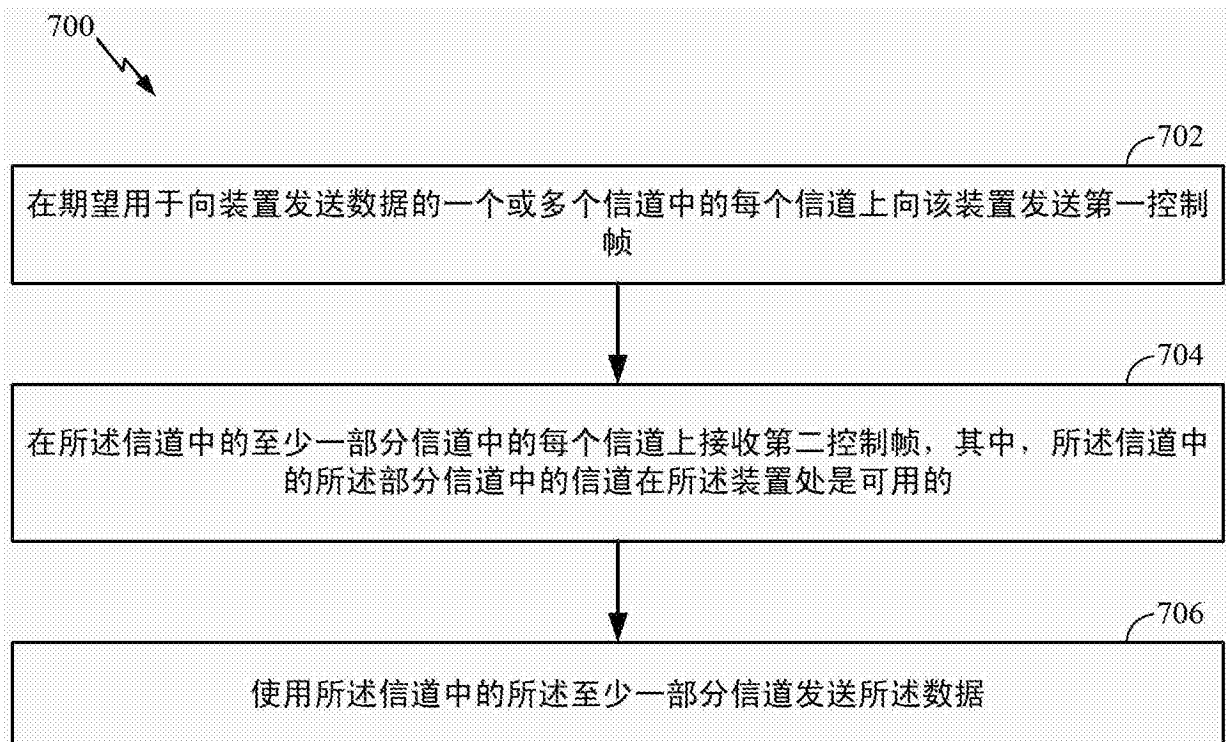 700
702
在期望用于向装置发送数据的一个或多个信道中的每个信道上向该装置发送第一控制
帧
704
在所述信道中的至少一部分信道中的每个信道上接收第二控制帧，其中，所述信道中
的所述部分信道中的信道在所述装置处是可用的
706
使用所述信道中的所述至少一部分信道发送所述数据